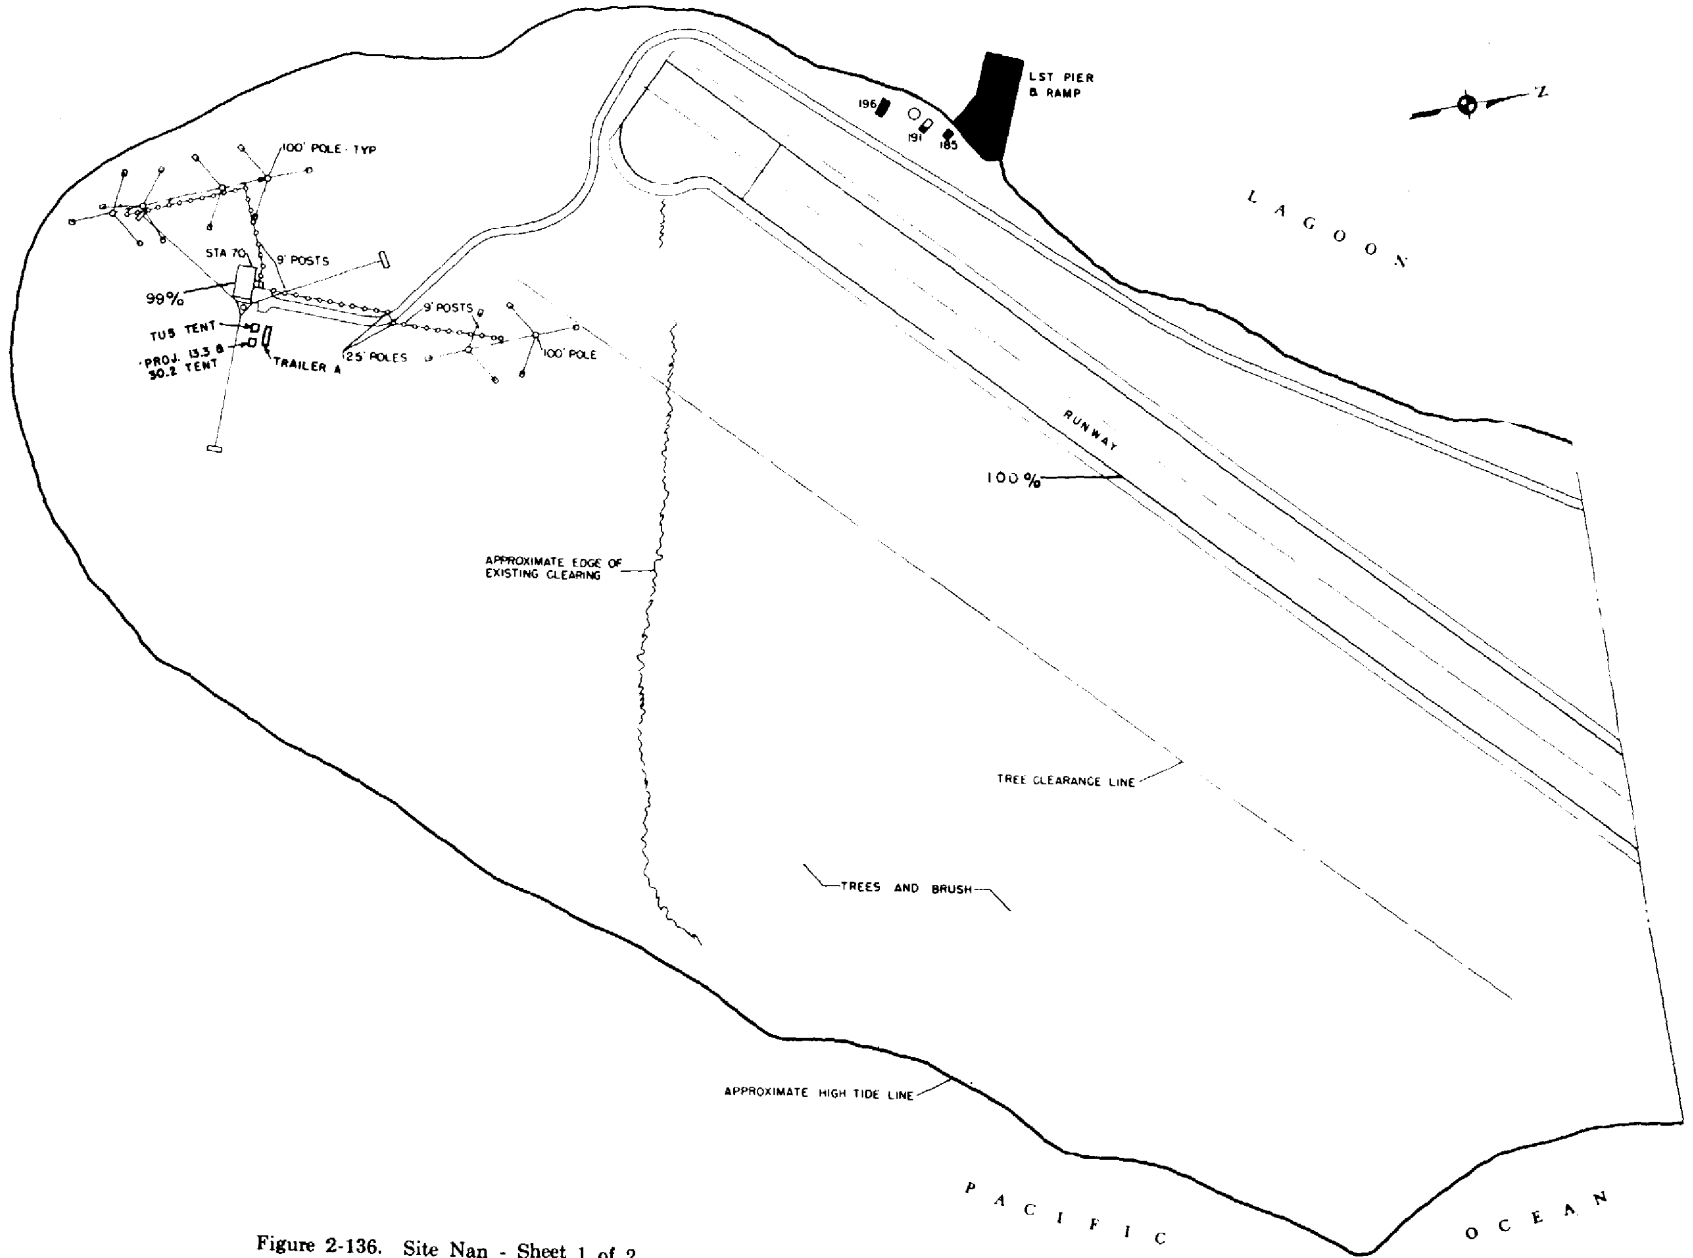 LST PIER
& RAMP
Z
196
191
185
100' POLE - TYP
LAGOON
STA 70
9' POSTS
99%
9' POSTS
TU5 TENT
PROJ. 13.3 &
30.2 TENT
TRAILER A
25' POLES
100' POLE
RUNWAY
100%
APPROXIMATE EDGE OF
EXISTING CLEARING
TREE CLEARANCE LINE
TREES AND BRUSH
APPROXIMATE HIGH TIDE LINE
PACIFIC OCEAN
Figure 2-136. Site Nan - Sheet 1 of 2